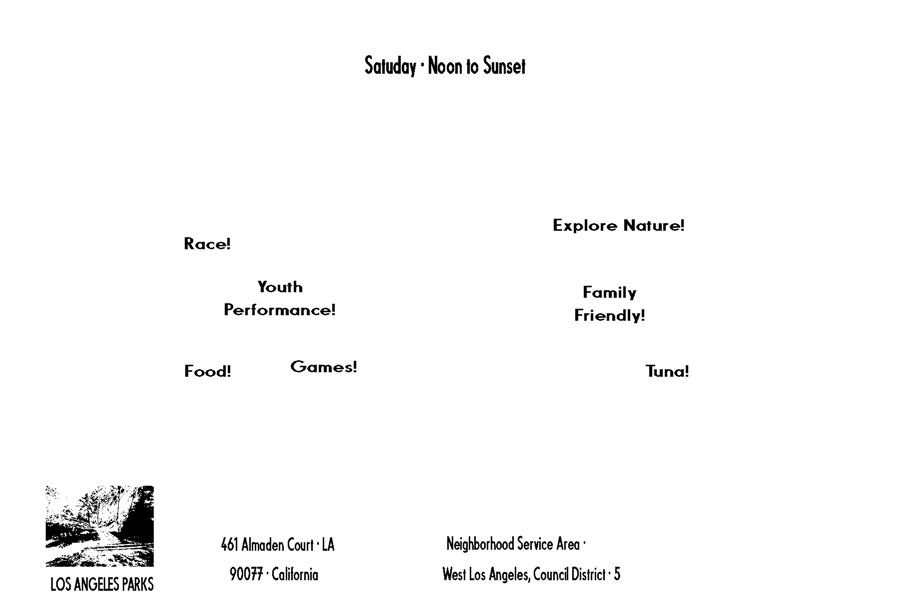 Satuday · Noon to Sunset
Explore Nature!
Race!
Youth
Performance!
Family
Friendly!
Food!
Games!
Tuna!
461 Almaden Court · LA
90077 · California
Neighborhood Service Area ·
West Los Angeles, Council District · 5
LOS ANGELES PARKS